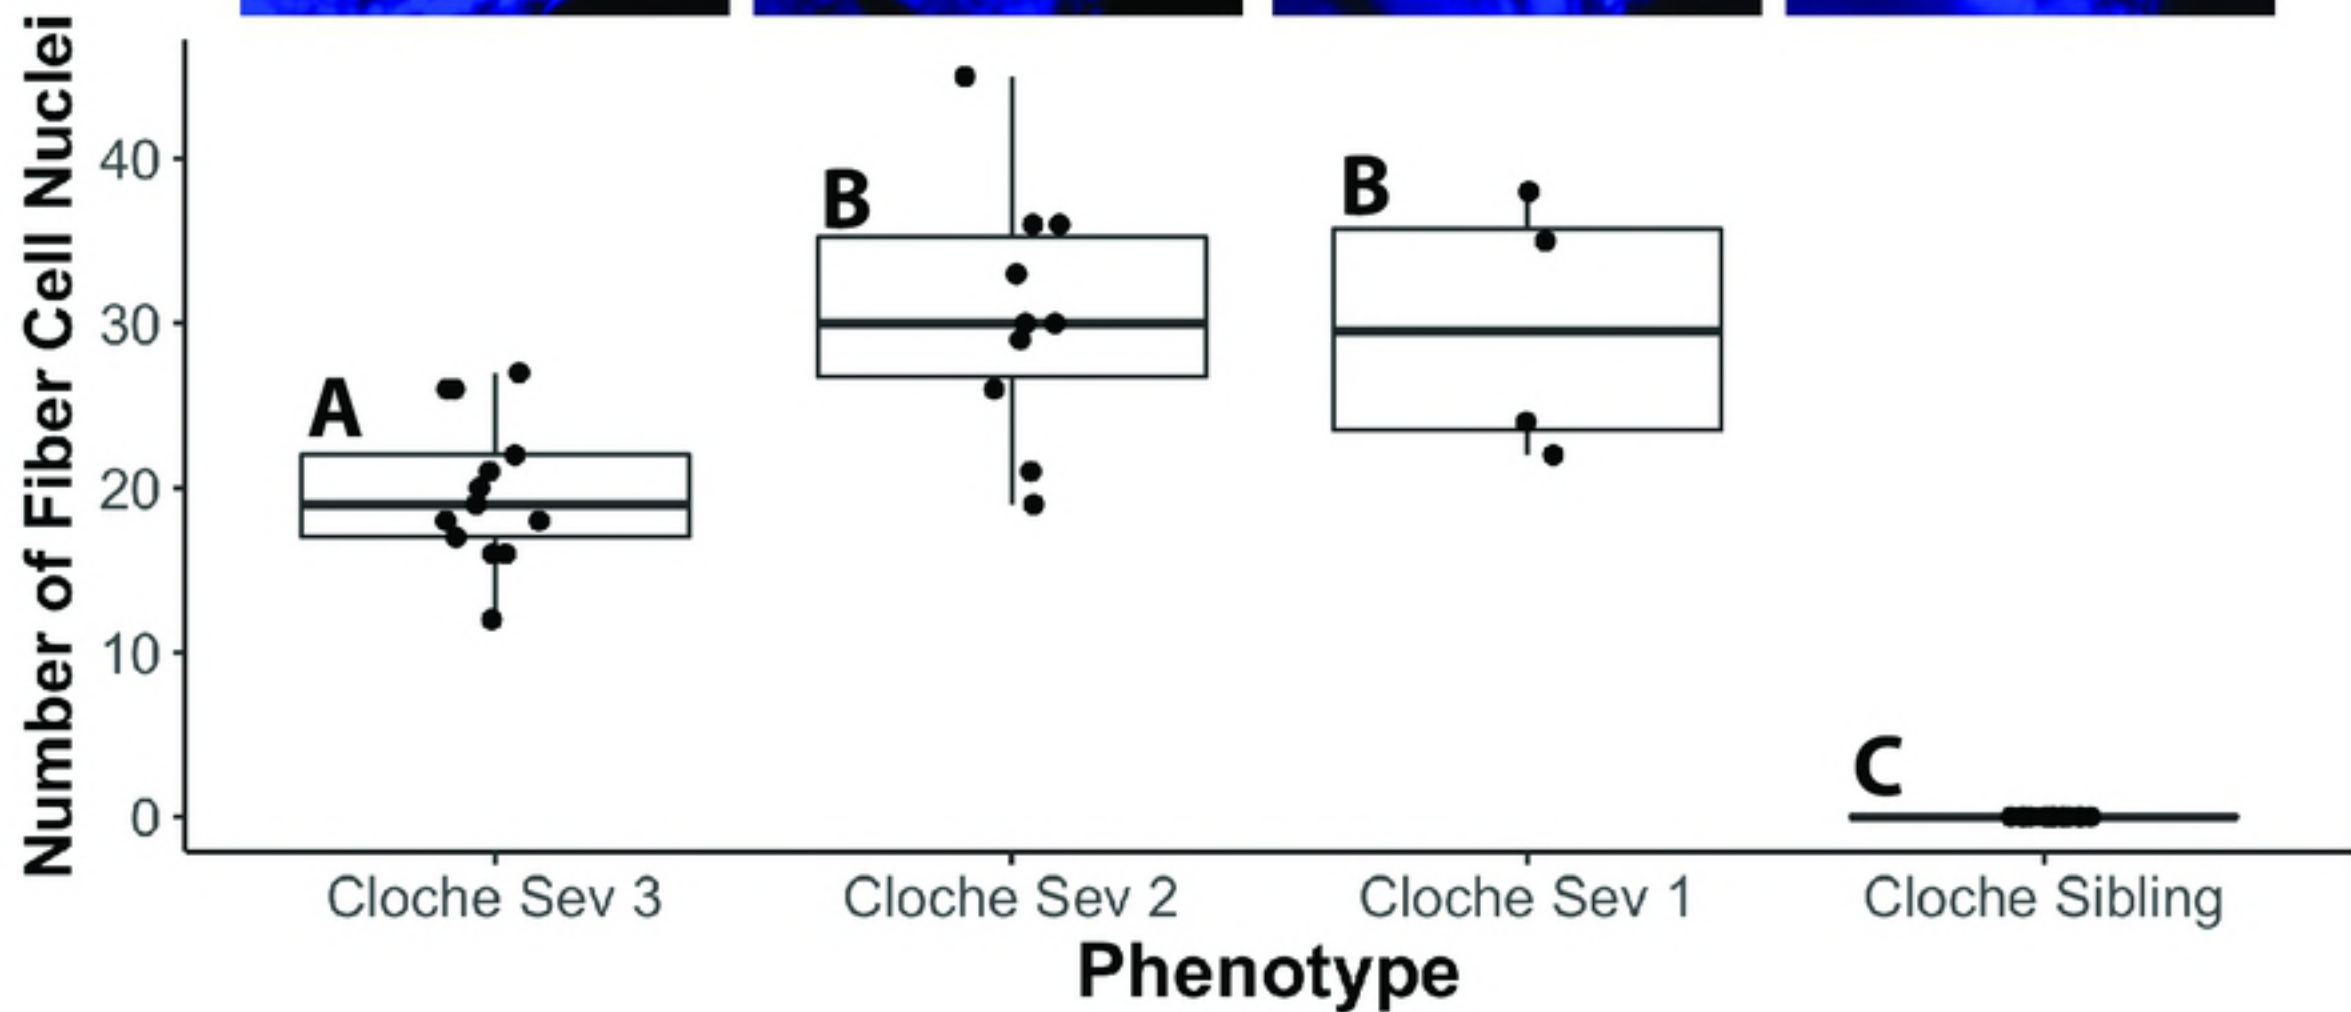 Number of Fiber Cell Nuclei
40
30
20
10
0
A
B
B
C
Cloche Sev 3
Cloche Sev 2
Cloche Sev 1
Cloche Sibling
Phenotype